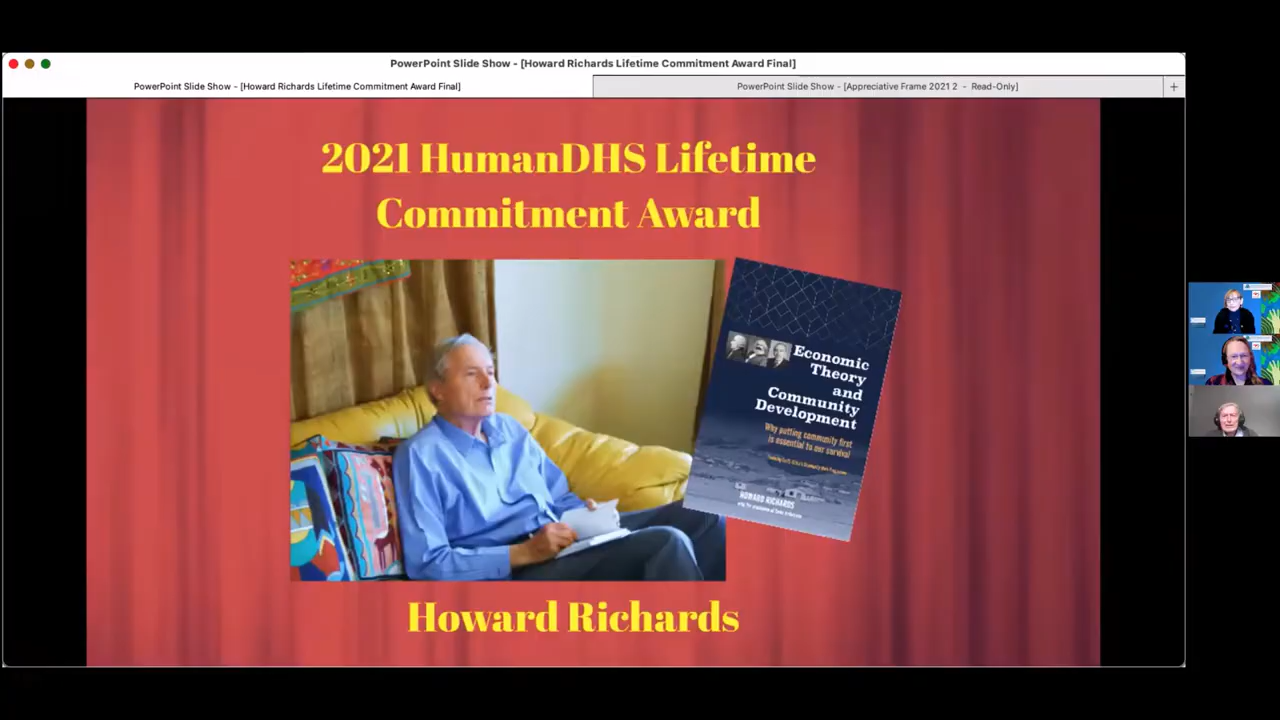 PowerPoint Slide Show - [Howard Richards Lifetime Commitment Award Final]
PowerPoint Slide Show - [Howard Richards Lifetime Commitment Award Final]
PowerPoint Slide Show - [Appreciative Frame 2021 2 - Read-Only]
+
2021 HumanDHS Lifetime
Commitment Award
Economic
Theory
and
Community
Development
Why putting community first
is essential to our survival
HOWARD RICHARDS
Howard Richards